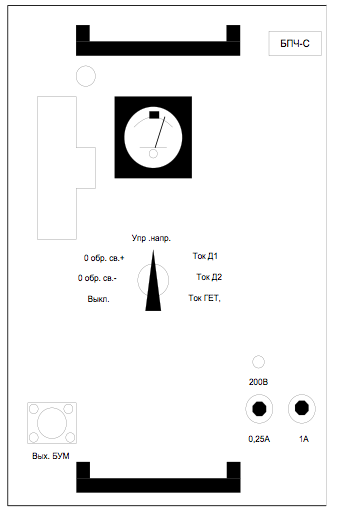 БПЧ-С
Упр .напр.
0 обр. св.+
Ток Д1
0 обр. св.-
Ток Д2
Выкл.
Ток ГЕТ,
200В
0,25А
1А
Вых. БУМ